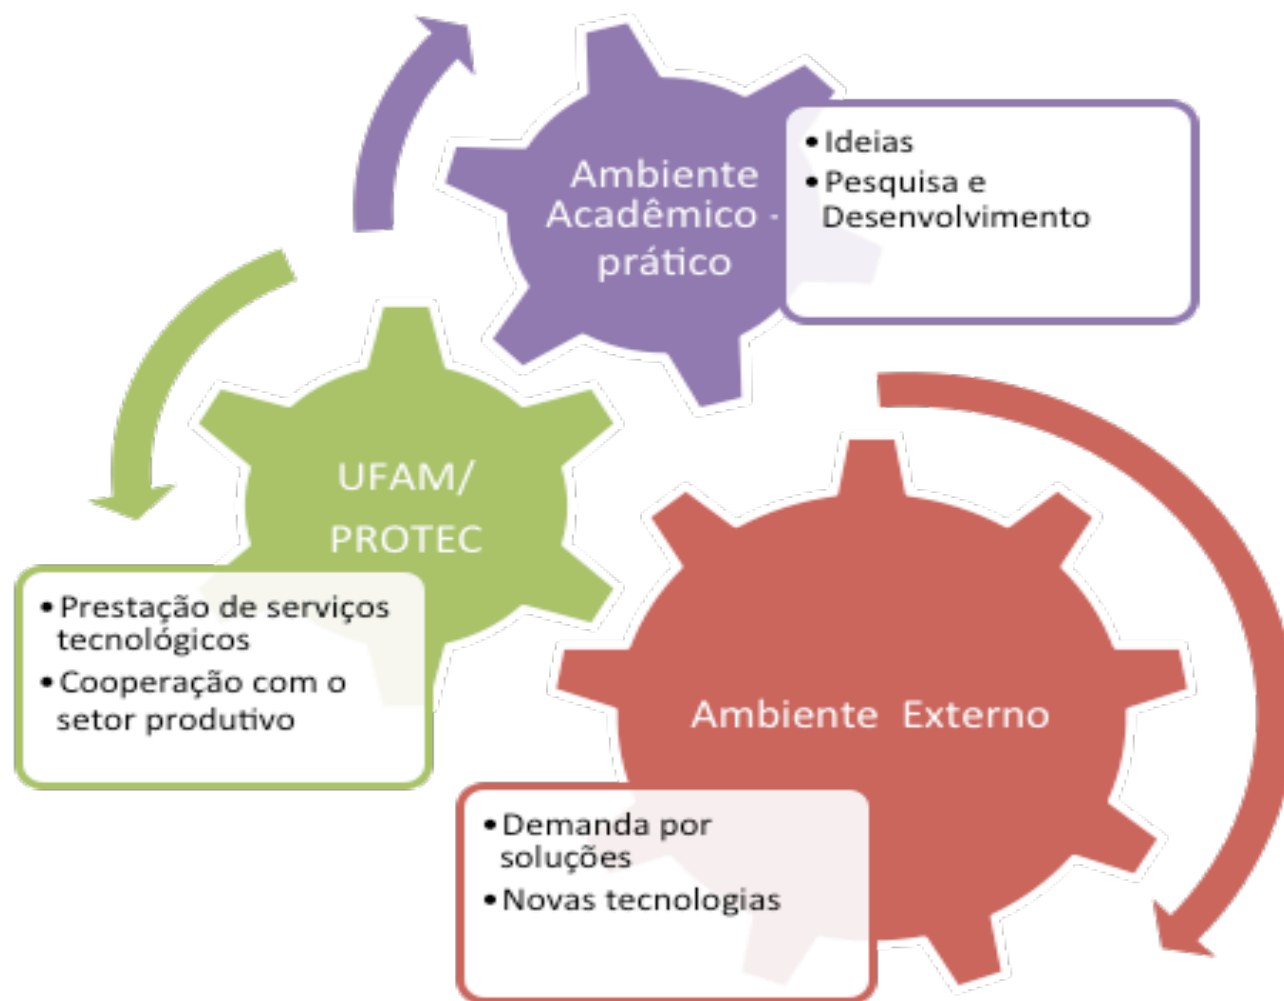 Ambiente
Acadêmico -
prático
• Ideias
• Pesquisa e
Desenvolvimento
UFAM/
PROTEC
• Prestação de serviços
tecnológicos
• Cooperação com o
setor produtivo
Ambiente Externo
• Demanda por
soluções
• Novas tecnologias